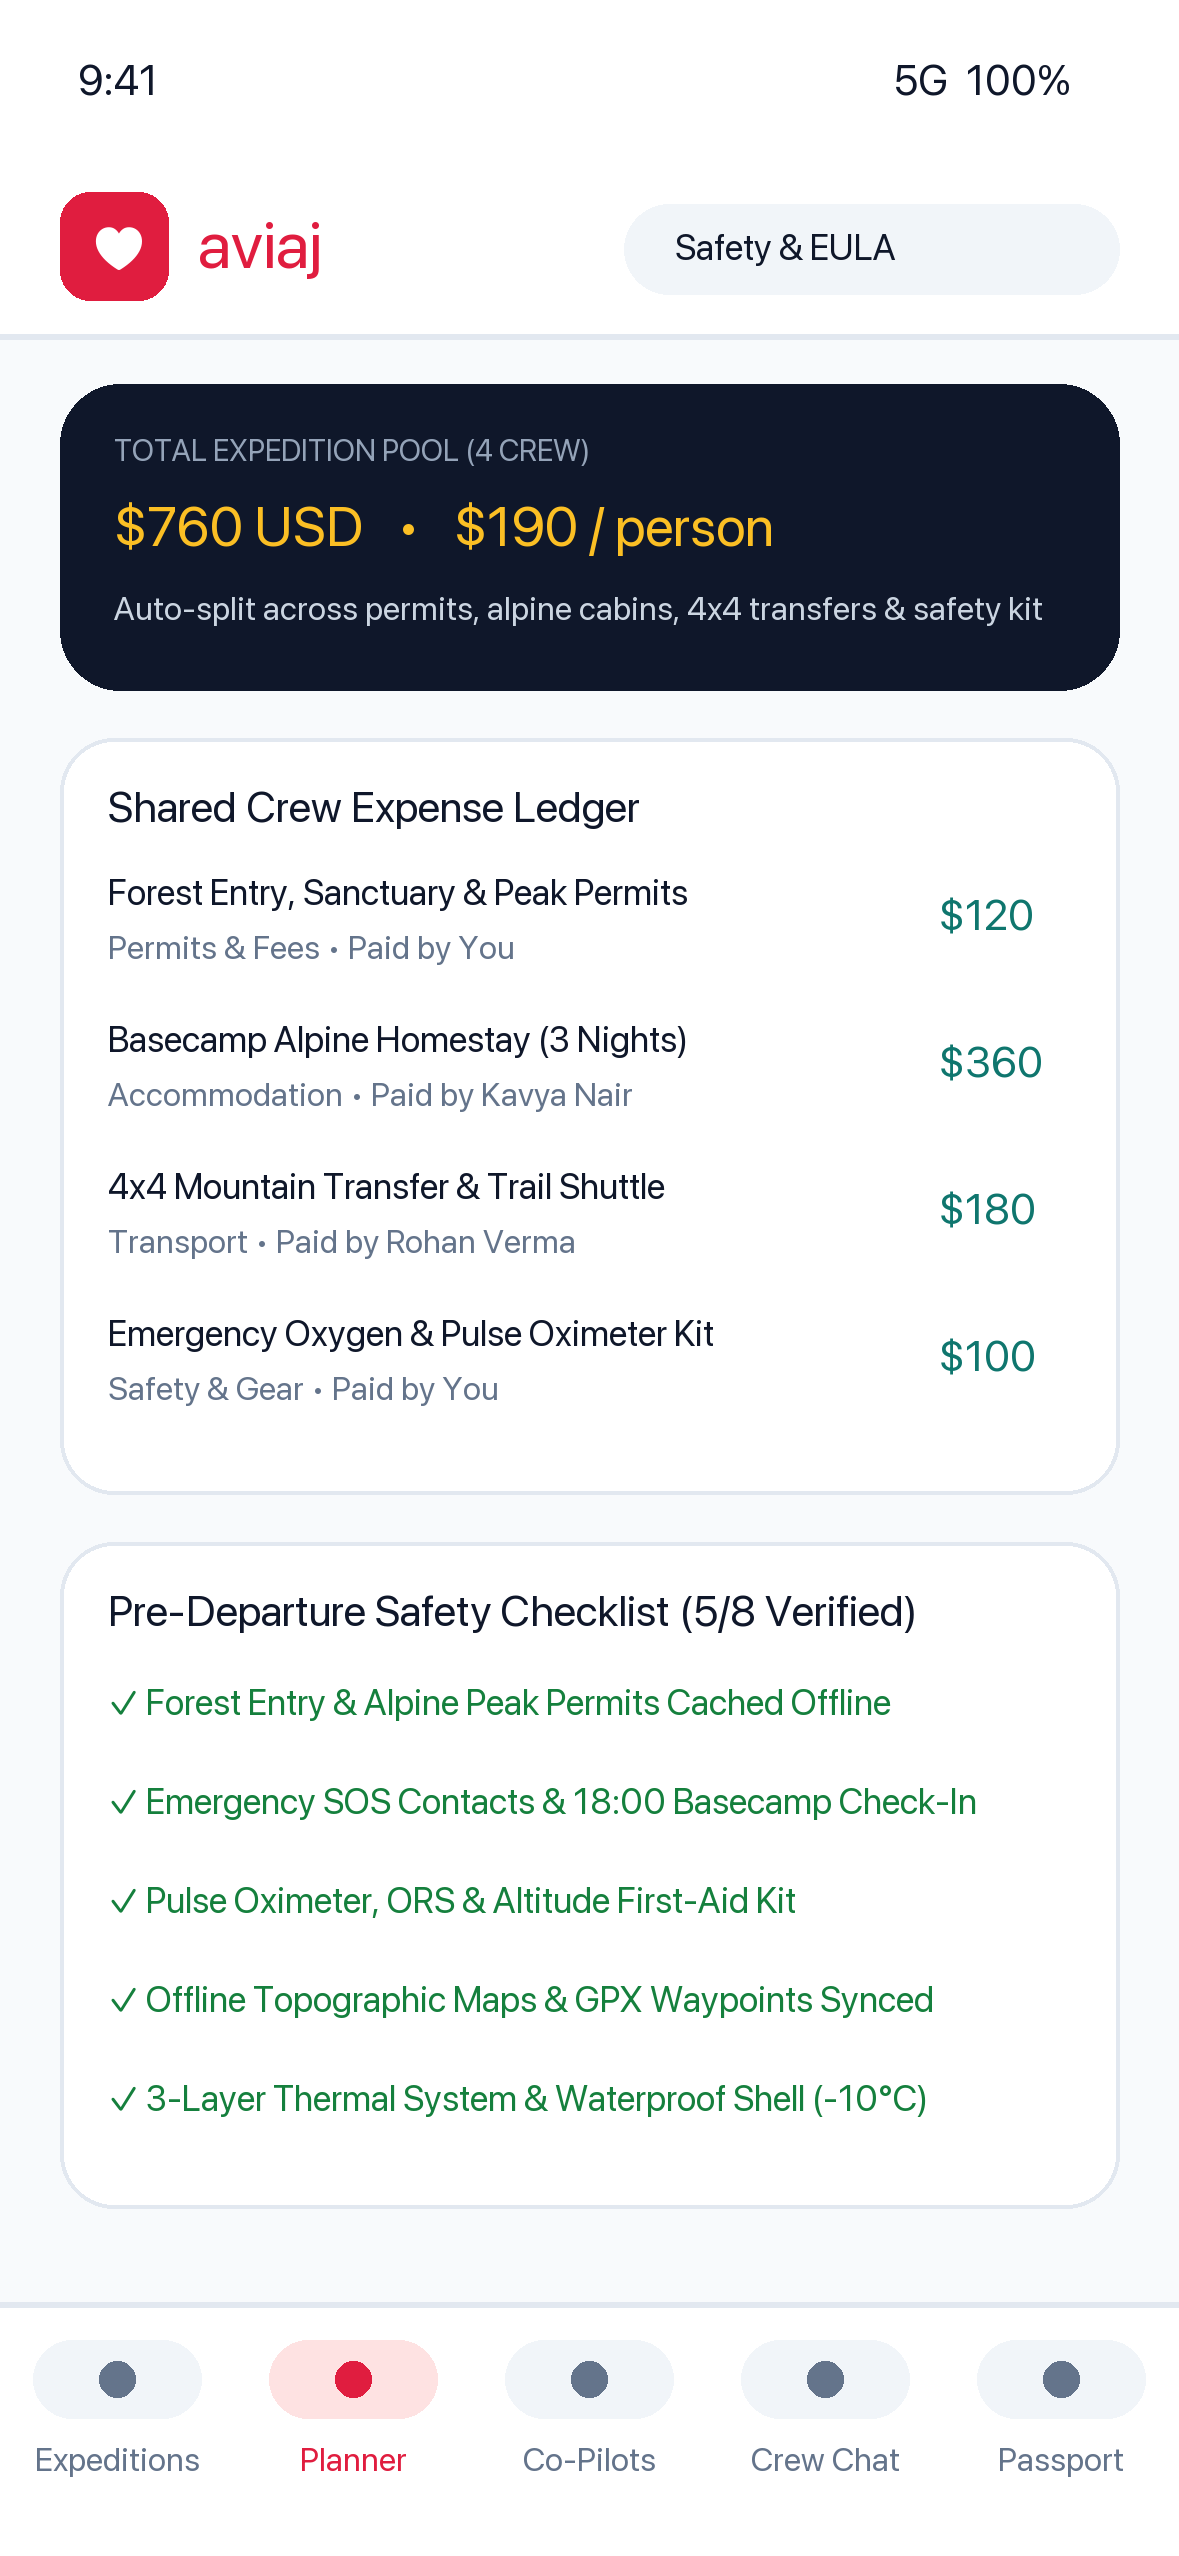 9:41
5G 100%
aviaj
Safety & EULA
TOTAL EXPEDITION POOL (4 CREW)
$760 USD • $190 / person
Auto-split across permits, alpine cabins, 4x4 transfers & safety kit
Shared Crew Expense Ledger
Forest Entry, Sanctuary & Peak Permits
$120
Permits & Fees • Paid by You
Basecamp Alpine Homestay (3 Nights)
$360
Accommodation • Paid by Kavya Nair
4x4 Mountain Transfer & Trail Shuttle
$180
Transport • Paid by Rohan Verma
Emergency Oxygen & Pulse Oximeter Kit
$100
Safety & Gear • Paid by You
Pre-Departure Safety Checklist (5/8 Verified)
✓ Forest Entry & Alpine Peak Permits Cached Offline
✓ Emergency SOS Contacts & 18:00 Basecamp Check-In
✓ Pulse Oximeter, ORS & Altitude First-Aid Kit
✓ Offline Topographic Maps & GPX Waypoints Synced
✓ 3-Layer Thermal System & Waterproof Shell (-10°C)
Expeditions
Planner
Co-Pilots
Crew Chat
Passport